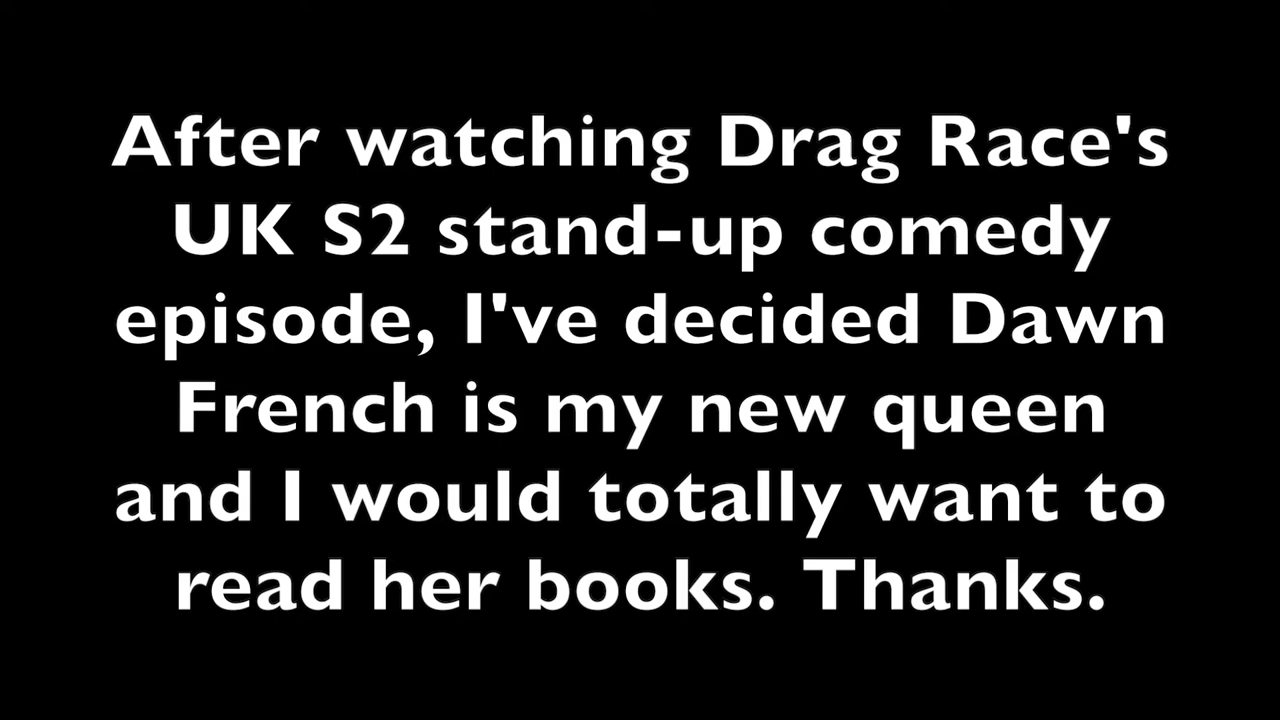 After watching Drag Race's
UK S2 stand-up comedy
episode, I've decided Dawn
French is my new queen
and I would totally want to
read her books. Thanks.